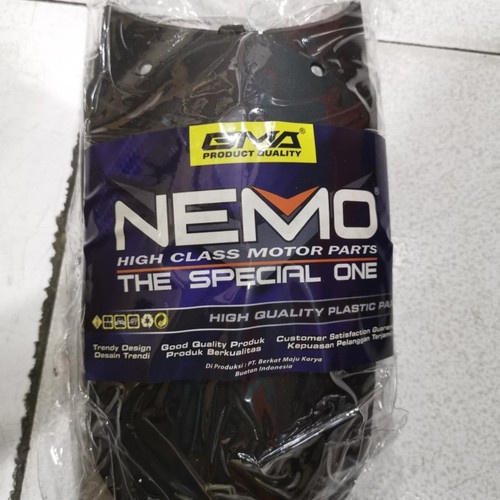 GMA
PRODUCT QUALITY
NEMO
HIGH CLASS MOTOR PARTS
THE SPECIAL ONE
HIGH QUALITY PLASTIC
Trendy Design Good Quality Produk Customer Satisfaction
Desain Trendi Produk Berkualitas Kepuasan Pelanggan
Di Produksi : PT. Berkat Maju Karya
Buatan Indonesia